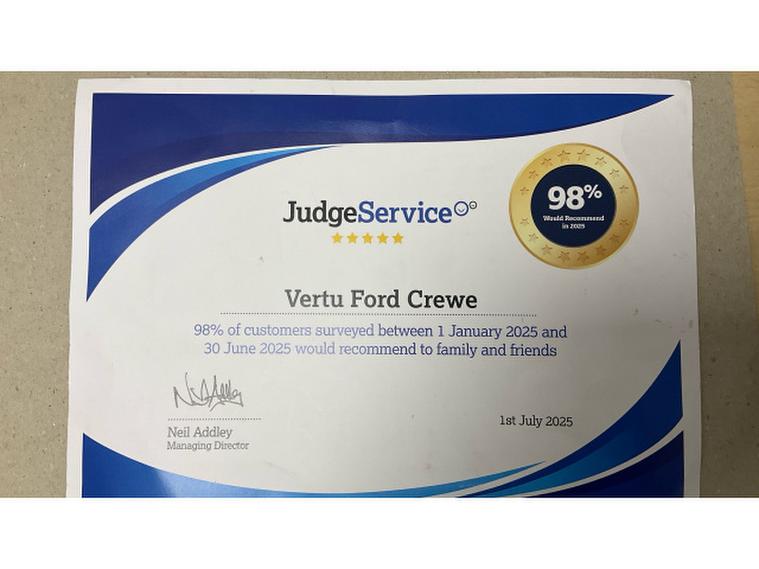 JudgeService
98%
Would Recommend
in 2025
Vertu Ford Crewe
98% of customers surveyed between 1 January 2025 and
30 June 2025 would recommend to family and friends
Neil Addley
Managing Director
1st July 2025